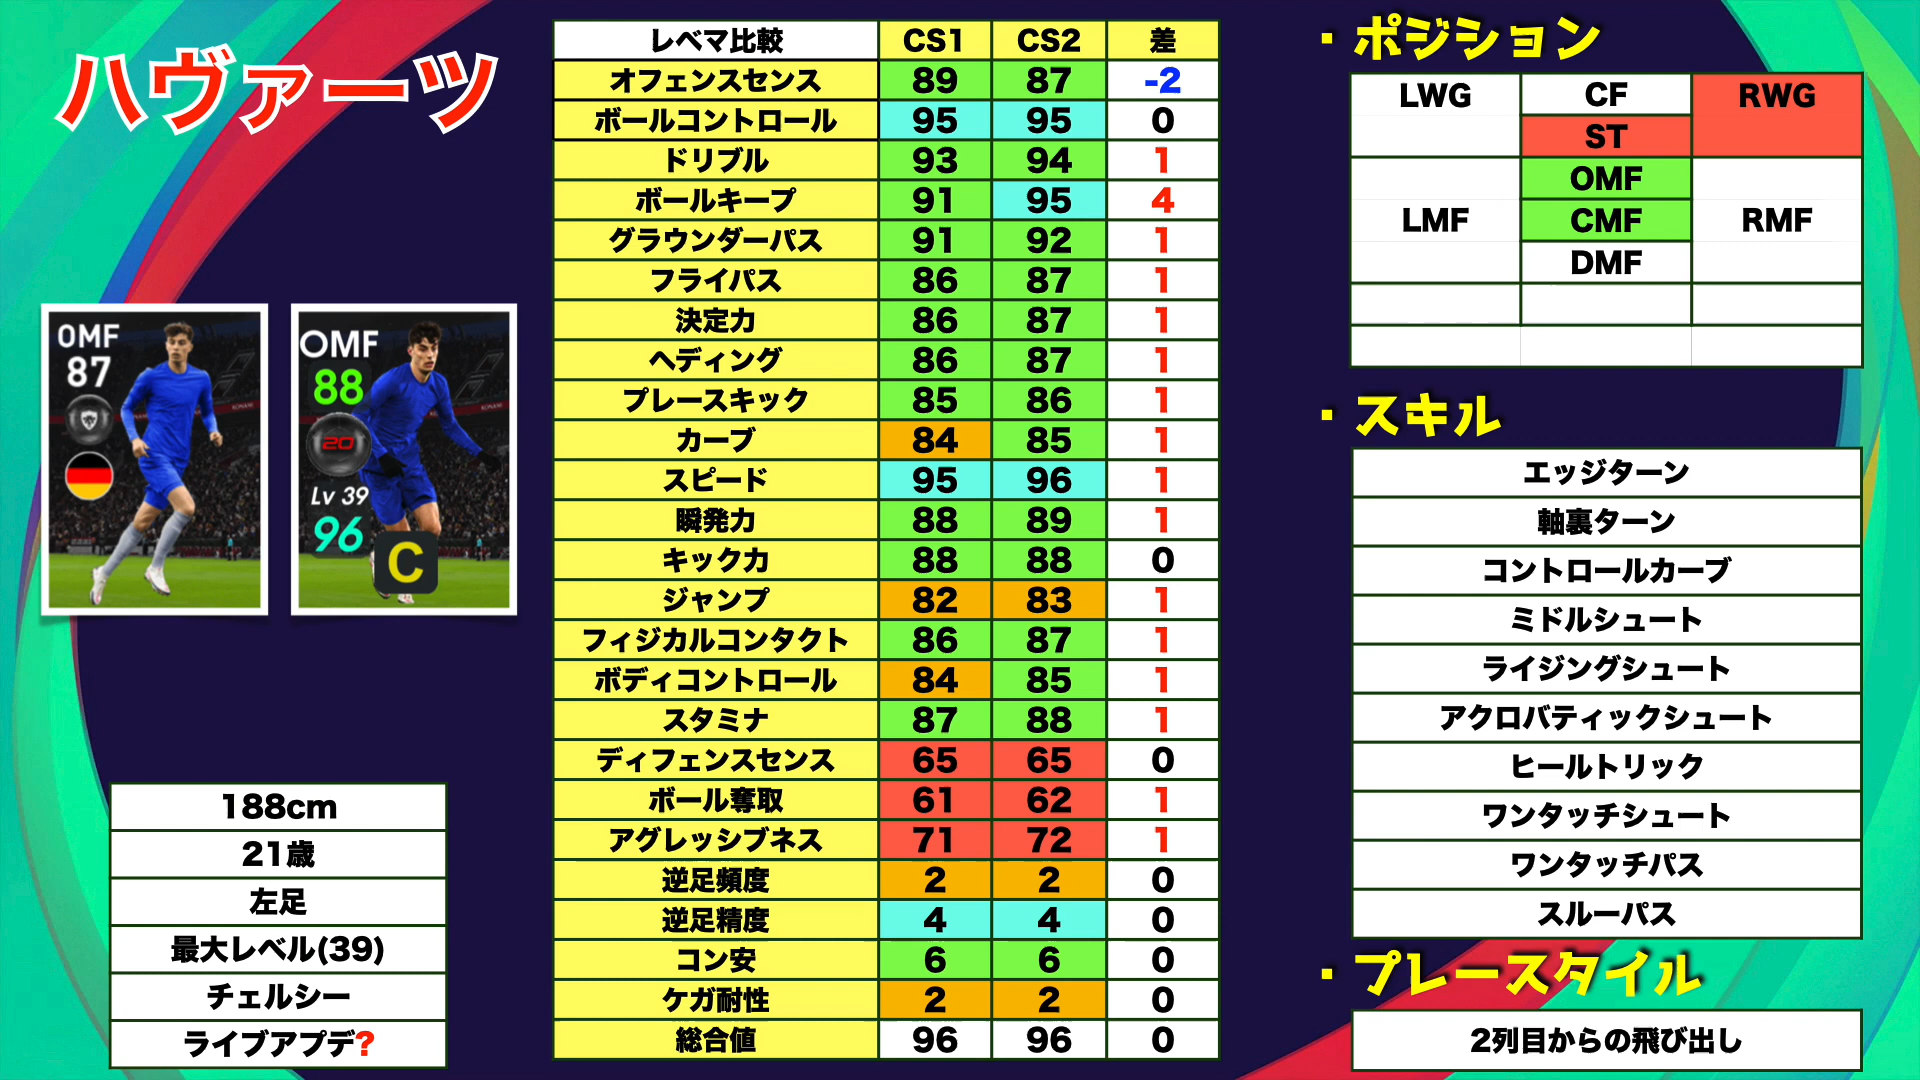 ハヴァーツ
OMF
87
OMF
88
20
Lv 39
96
C
188cm
21歳
左足
最大レベル(39)
チェルシー
ライブアプデ?
レベマ比較 CS1 CS2 差
オフェンスセンス 89 87 -2
ボールコントロール 95 95 0
ドリブル 93 94 1
ボールキープ 91 95 4
グラウンダーパス 91 92 1
フライパス 86 87 1
決定力 86 87 1
ヘディング 86 87 1
プレースキック 85 86 1
カーブ 84 85 1
スピード 95 96 1
瞬発力 88 89 1
キック力 88 88 0
ジャンプ 82 83 1
フィジカルコンタクト 86 87 1
ボディコントロール 84 85 1
スタミナ 87 88 1
ディフェンスセンス 65 65 0
ボール奪取 61 62 1
アグレッシブネス 71 72 1
逆足頻度 2 2 0
逆足精度 4 4 0
コン安 6 6 0
ケガ耐性 2 2 0
総合値 96 96 0
・ポジション
LWG CF RWG
ST
OMF
LMF CMF RMF
DMF
・スキル
エッジターン
軸裏ターン
コントロールカーブ
ミドルシュート
ライジングシュート
アクロバティックシュート
ヒールトリック
ワンタッチシュート
ワンタッチパス
スルーパス
・プレースタイル
2列目からの飛び出し